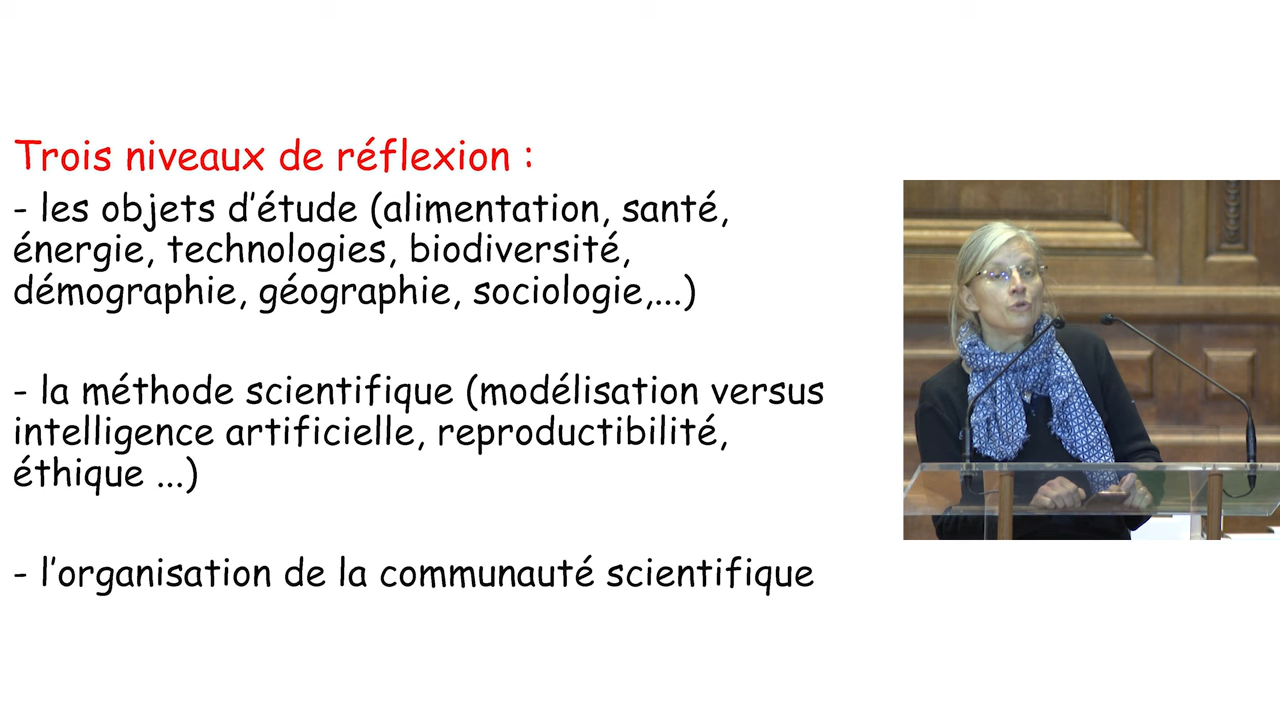 Trois niveaux de réflexion :
- les objets d'étude (alimentation, santé,
énergie, technologies, biodiversité,
démographie, géographie, sociologie,...)
- la méthode scientifique (modélisation versus
intelligence artificielle, reproductibilité,
éthique ...)
- l'organisation de la communauté scientifique